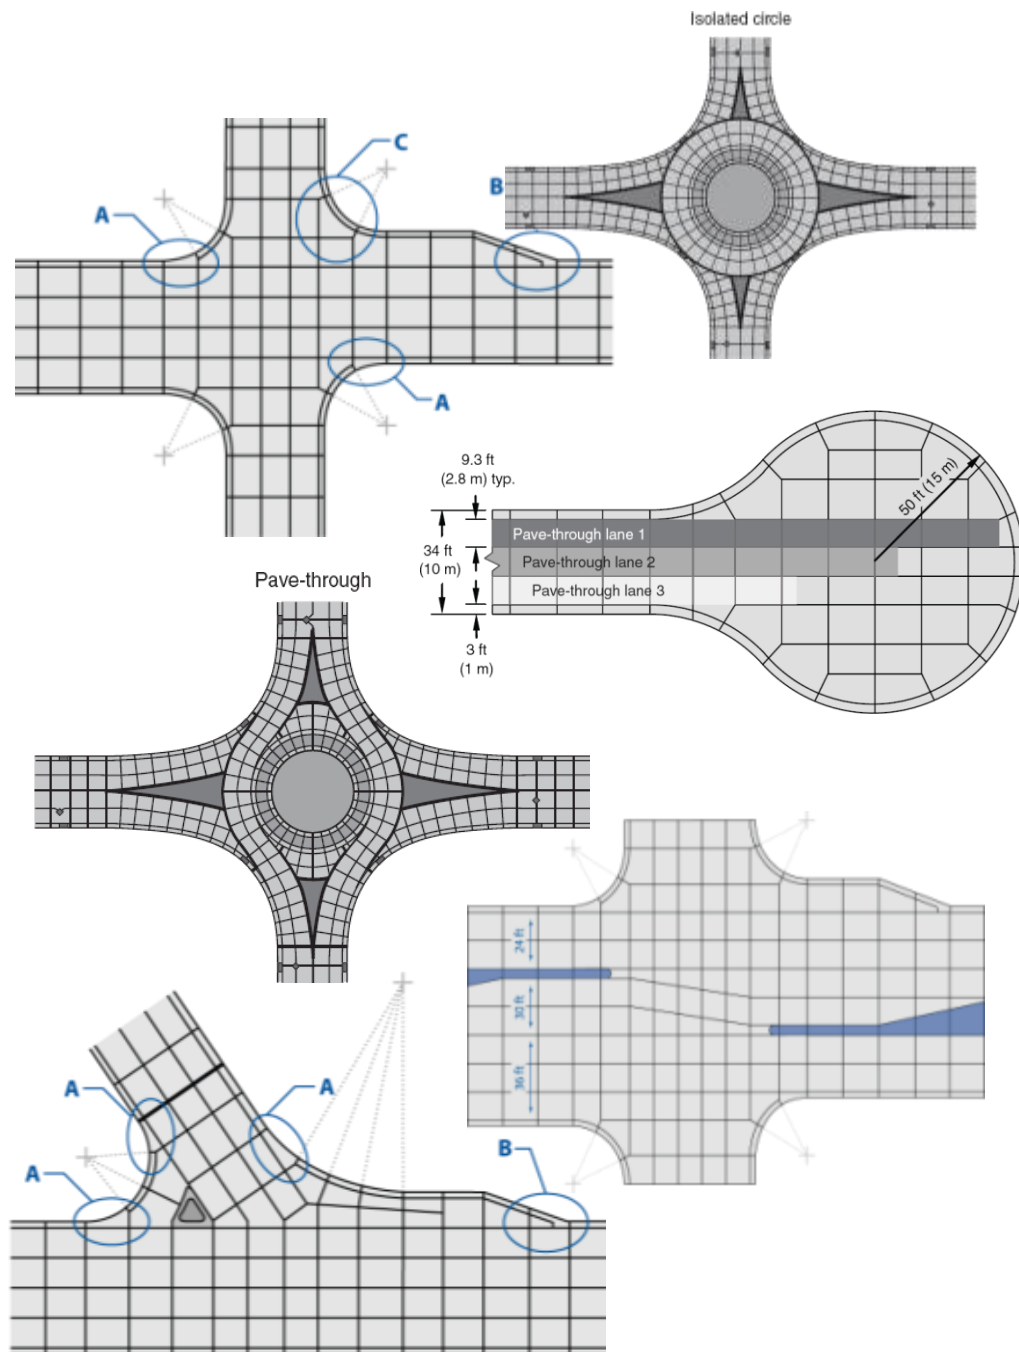 Isolated circle
C
B
A
A
9.3 ft
(2.8 m) typ.
50 ft (15 m)
Pave-through lane 1
34 ft
(10 m)
Pave-through lane 2
Pave-through lane 3
3 ft
(1 m)
Pave-through
24 ft
30 ft
36 ft
A
A
B
A